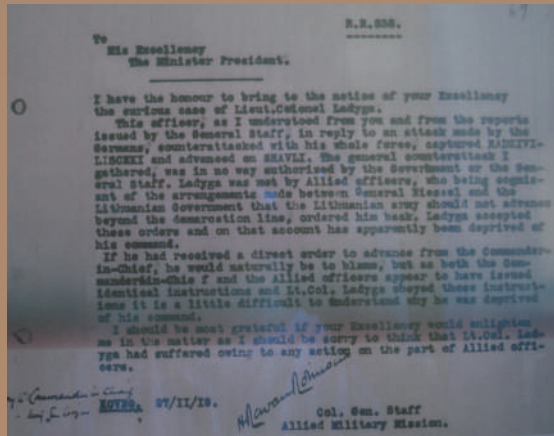 69
R.R.258.
To
His Excellency
The Minister President.
I have the honour to bring to the notice of your Excellency
the curious case of Lieut.Colonel Ladyga.
This officer, as I understood from you and from the reports
issued by the General Staff, in reply to an attack made by the
Germans, counterattacked with his whole force, captured RADZIVI-
LISCHKI and advanced on SHAVLI. The general counterattack I
gathered, was in no way authorised by the Government or the Gen-
eral Staff. Ladyga was met by Allied officers, who being cognis-
ant of the arrangements made between General Niessel and the
Lithuanian Government that the Lithuanian army should not advance
beyond the demarcation line, ordered him back. Ladyga accepted
these orders and on that account has apparently been deprived of
his command.
If he had received a direct order to advance from the Commander-
in-Chief, he would naturally be to blame, but as both the Com-
mander-in-Chie f and the Allied officers appear to have issued
identical instructions and Lt.Col. Ladyga obeyed these instruct-
ions it is a little difficult to understand why he was deprived
of his command.
I should be most grateful if your Excellency would enlighten
me in the matter as I should be sorry to think that Lt.Col. Lad-
yga had suffered owing to any action on the part of Allied offi-
cers.
KOVNO. 27/II/19.
Col. Gen. Staff
Allied Military Mission.